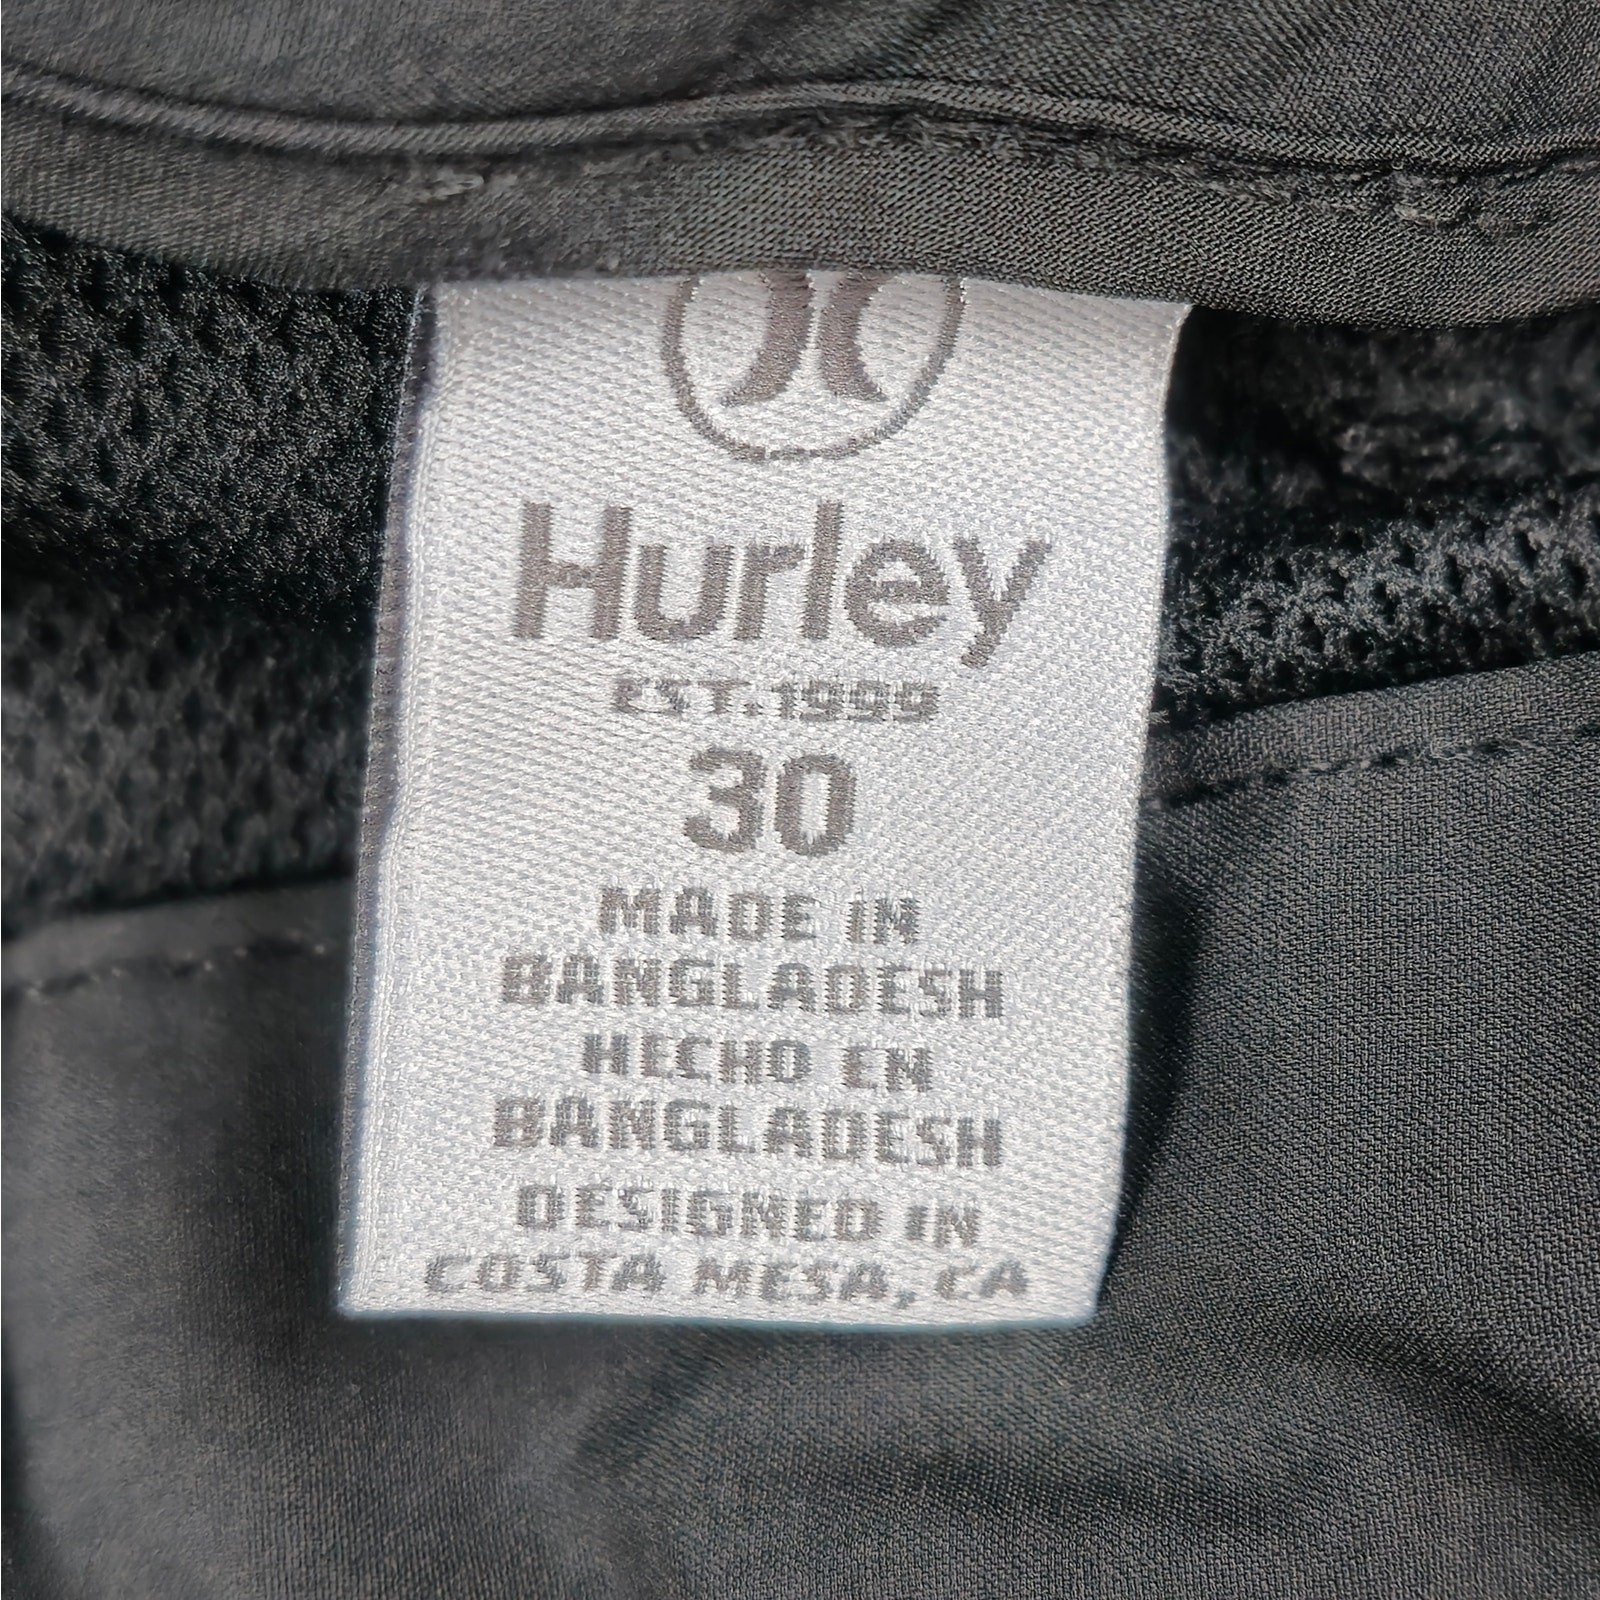 Hurley
EST.1999
30
MADE IN
BANGLADESH
HECHO EN
BANGLADESH
DESIGNED IN
COSTA MESA, CA